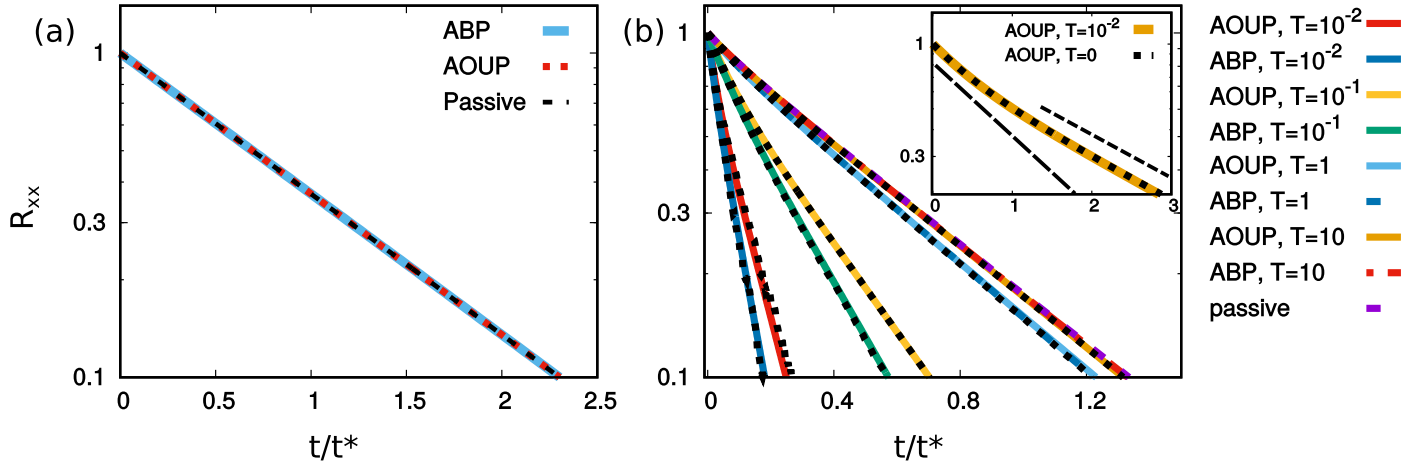 (a)
ABP
AOUP
Passive
1
0.3
0.1
R_xx
0 0.5 1 1.5 2 2.5
t/t*
(b)
1
0.3
0.1
0 0.4 0.8 1.2
t/t*
AOUP, T=10⁻²
AOUP, T=0
1
0.3
0 1 2 3
AOUP, T=10⁻²
ABP, T=10⁻²
AOUP, T=10⁻¹
ABP, T=10⁻¹
AOUP, T=1
ABP, T=1
AOUP, T=10
ABP, T=10
passive